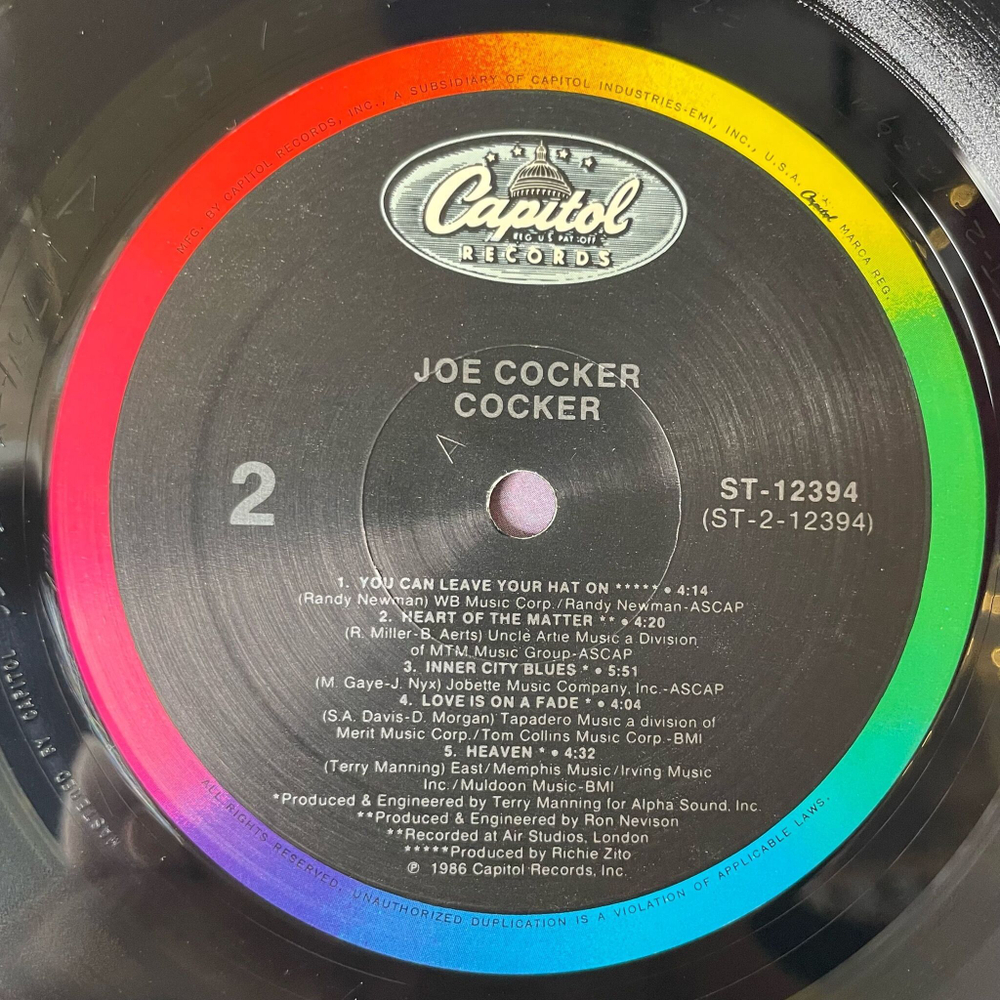 MFG. BY CAPITOL RECORDS, INC., A SUBSIDIARY OF CAPITOL INDUSTRIES-EMI, INC., U.S.A. Capitol MARCA REG.
Capitol
REG U S PAT OFF
RECORDS
JOE COCKER
COCKER
2
ST-12394
(ST-2-12394)
1. YOU CAN LEAVE YOUR HAT ON ***** • 4:14
(Randy Newman) WB Music Corp./Randy Newman-ASCAP
2. HEART OF THE MATTER ** • 4:20
(R. Miller-B. Aerts) Uncle Artie Music a Division
of MTM Music Group-ASCAP
3. INNER CITY BLUES * • 5:51
(M. Gaye-J. Nyx) Jobette Music Company, Inc.-ASCAP
4. LOVE IS ON A FADE * • 4:04
(S.A. Davis-D. Morgan) Tapadero Music a division of
Merit Music Corp./Tom Collins Music Corp.-BMI
5. HEAVEN * • 4:32
(Terry Manning) East/Memphis Music/Irving Music
Inc./Muldoon Music-BMI
*Produced & Engineered by Terry Manning for Alpha Sound, Inc.
**Produced & Engineered by Ron Nevison
**Recorded at Air Studios, London
*****Produced by Richie Zito
℗ 1986 Capitol Records, Inc.
ALL RIGHTS RESERVED. UNAUTHORIZED DUPLICATION IS A VIOLATION OF APPLICABLE LAWS.
"MASTERED BY CAPITOL